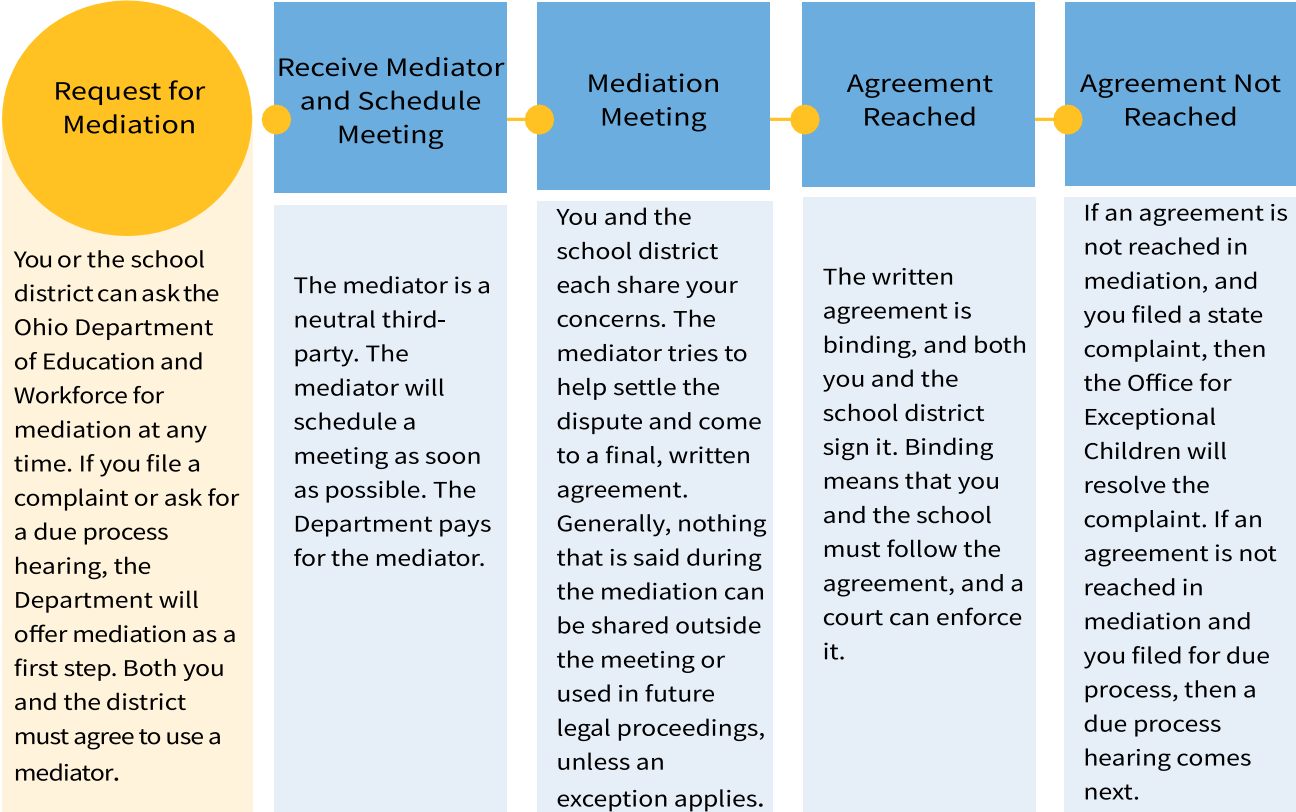 Request for
Mediation
You or the school
district can ask the
Ohio Department
of Education and
Workforce for
mediation at any
time. If you file a
complaint or ask for
a due process
hearing, the
Department will
offer mediation as a
first step. Both you
and the district
must agree to use a
mediator.
Receive Mediator
and Schedule
Meeting
The mediator is a
neutral third-
party. The
mediator will
schedule a
meeting as soon
as possible. The
Department pays
for the mediator.
Mediation
Meeting
You and the
school district
each share your
concerns. The
mediator tries to
help settle the
dispute and come
to a final, written
agreement.
Generally, nothing
that is said during
the mediation can
be shared outside
the meeting or
used in future
legal proceedings,
unless an
exception applies.
Agreement
Reached
The written
agreement is
binding, and both
you and the
school district
sign it. Binding
means that you
and the school
must follow the
agreement, and a
court can enforce
it.
Agreement Not
Reached
If an agreement is
not reached in
mediation, and
you filed a state
complaint, then
the Office for
Exceptional
Children will
resolve the
complaint. If an
agreement is not
reached in
mediation and
you filed for due
process, then a
due process
hearing comes
next.